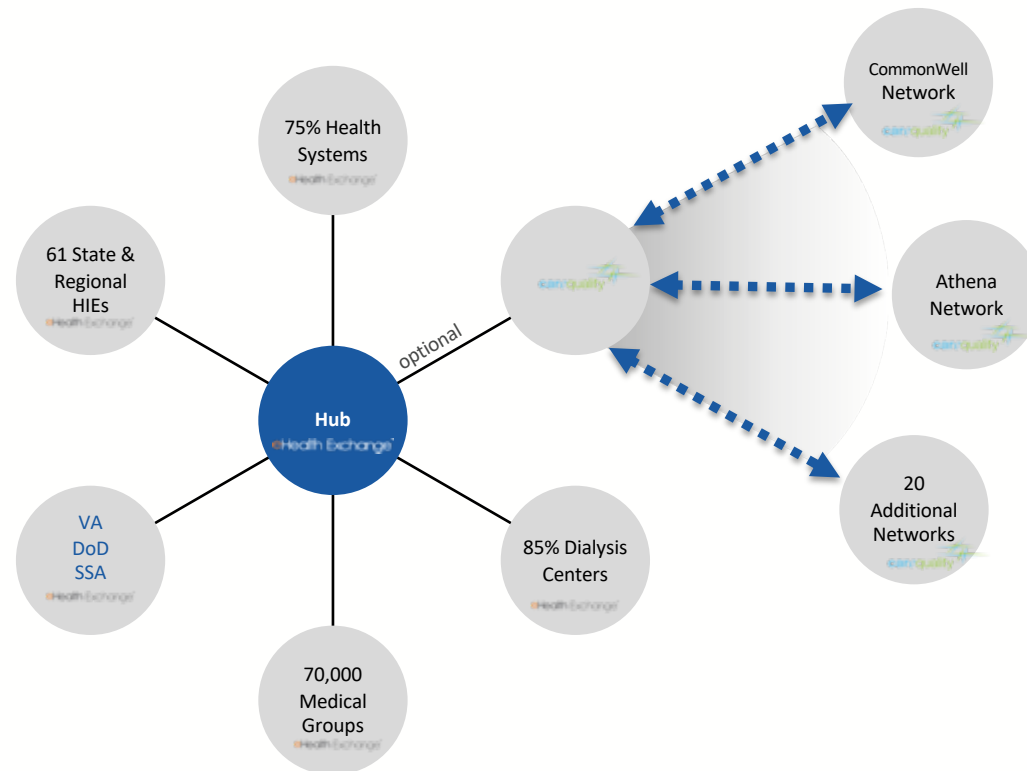 CommonWell
Network
carequality
75% Health
Systems
eHealth Exchange
61 State &
Regional
HIEs
eHealth Exchange
carequality
Athena
Network
carequality
optional
Hub
eHealth Exchange™
20
Additional
Networks
carequality
VA
DoD
SSA
eHealth Exchange
85% Dialysis
Centers
eHealth Exchange
70,000
Medical
Groups
eHealth Exchange